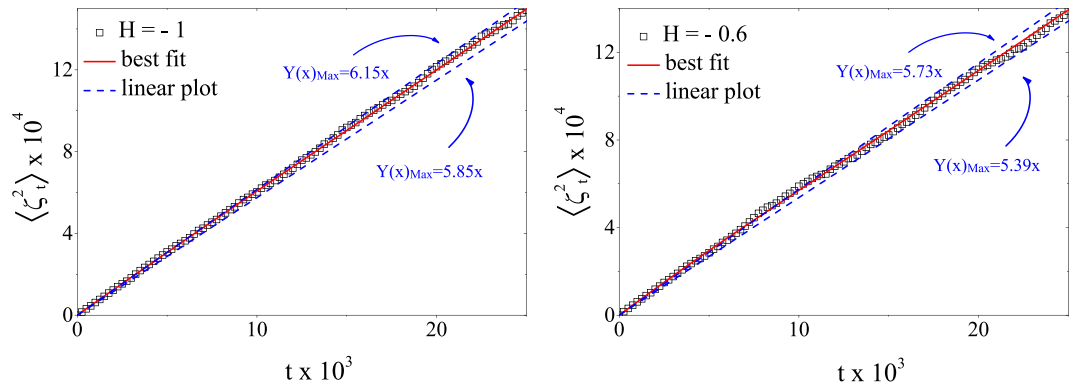 H = - 1
best fit
linear plot
Y(x)Max=6.15x
Y(x)Max=5.85x
12
8
4
0
0
10
20
⟨ζ²t⟩ x 10⁴
t x 10³
H = - 0.6
best fit
linear plot
Y(x)Max=5.73x
Y(x)Max=5.39x
12
8
4
0
0
10
20
⟨ζ²t⟩ x 10⁴
t x 10³